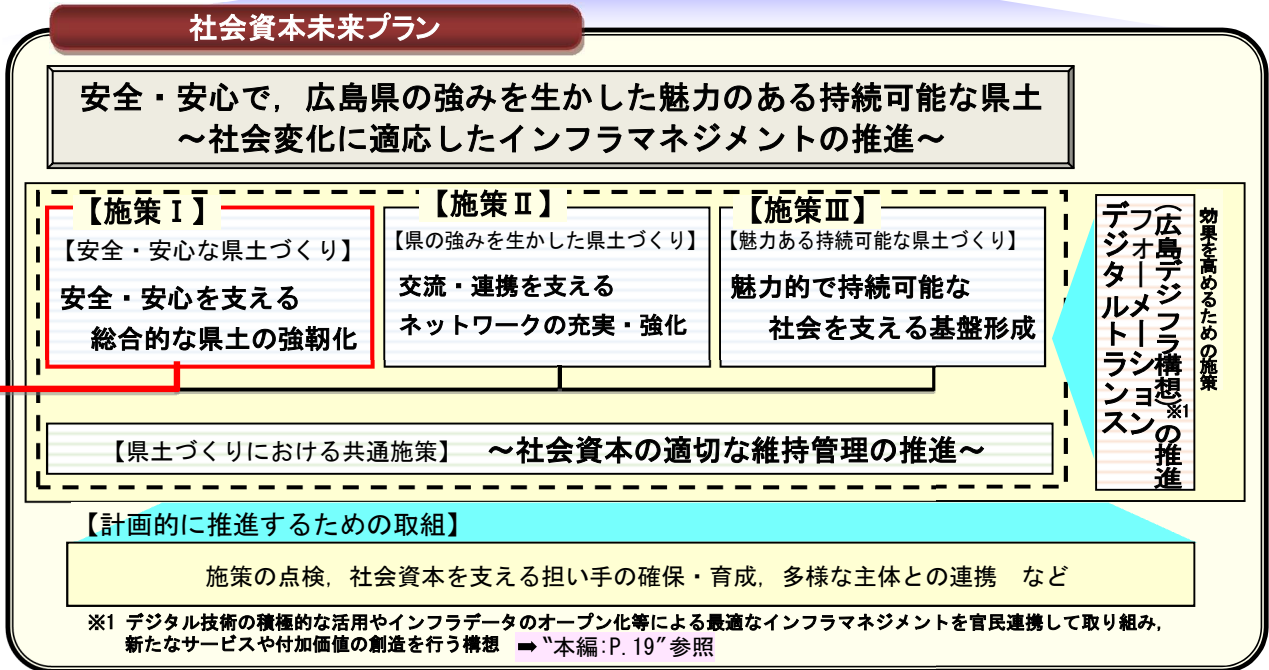 社会資本未来プラン
安全・安心で，広島県の強みを生かした魅力のある持続可能な県土
～社会変化に適応したインフラマネジメントの推進～
【施策Ⅰ】
【安全・安心な県土づくり】
安全・安心を支える
総合的な県土の強靭化
【施策Ⅱ】
【県の強みを生かした県土づくり】
交流・連携を支える
ネットワークの充実・強化
【施策Ⅲ】
【魅力ある持続可能な県土づくり】
魅力的で持続可能な
社会を支える基盤形成
効果を高めるための施策
デジタルトランス
フォーメーション
(広島デジフラ構想)※1の推進
【県土づくりにおける共通施策】 ～社会資本の適切な維持管理の推進～
【計画的に推進するための取組】
施策の点検，社会資本を支える担い手の確保・育成，多様な主体との連携 など
※1 デジタル技術の積極的な活用やインフラデータのオープン化等による最適なインフラマネジメントを官民連携して取り組み，
新たなサービスや付加価値の創造を行う構想 ➡〝本編:P.19″参照